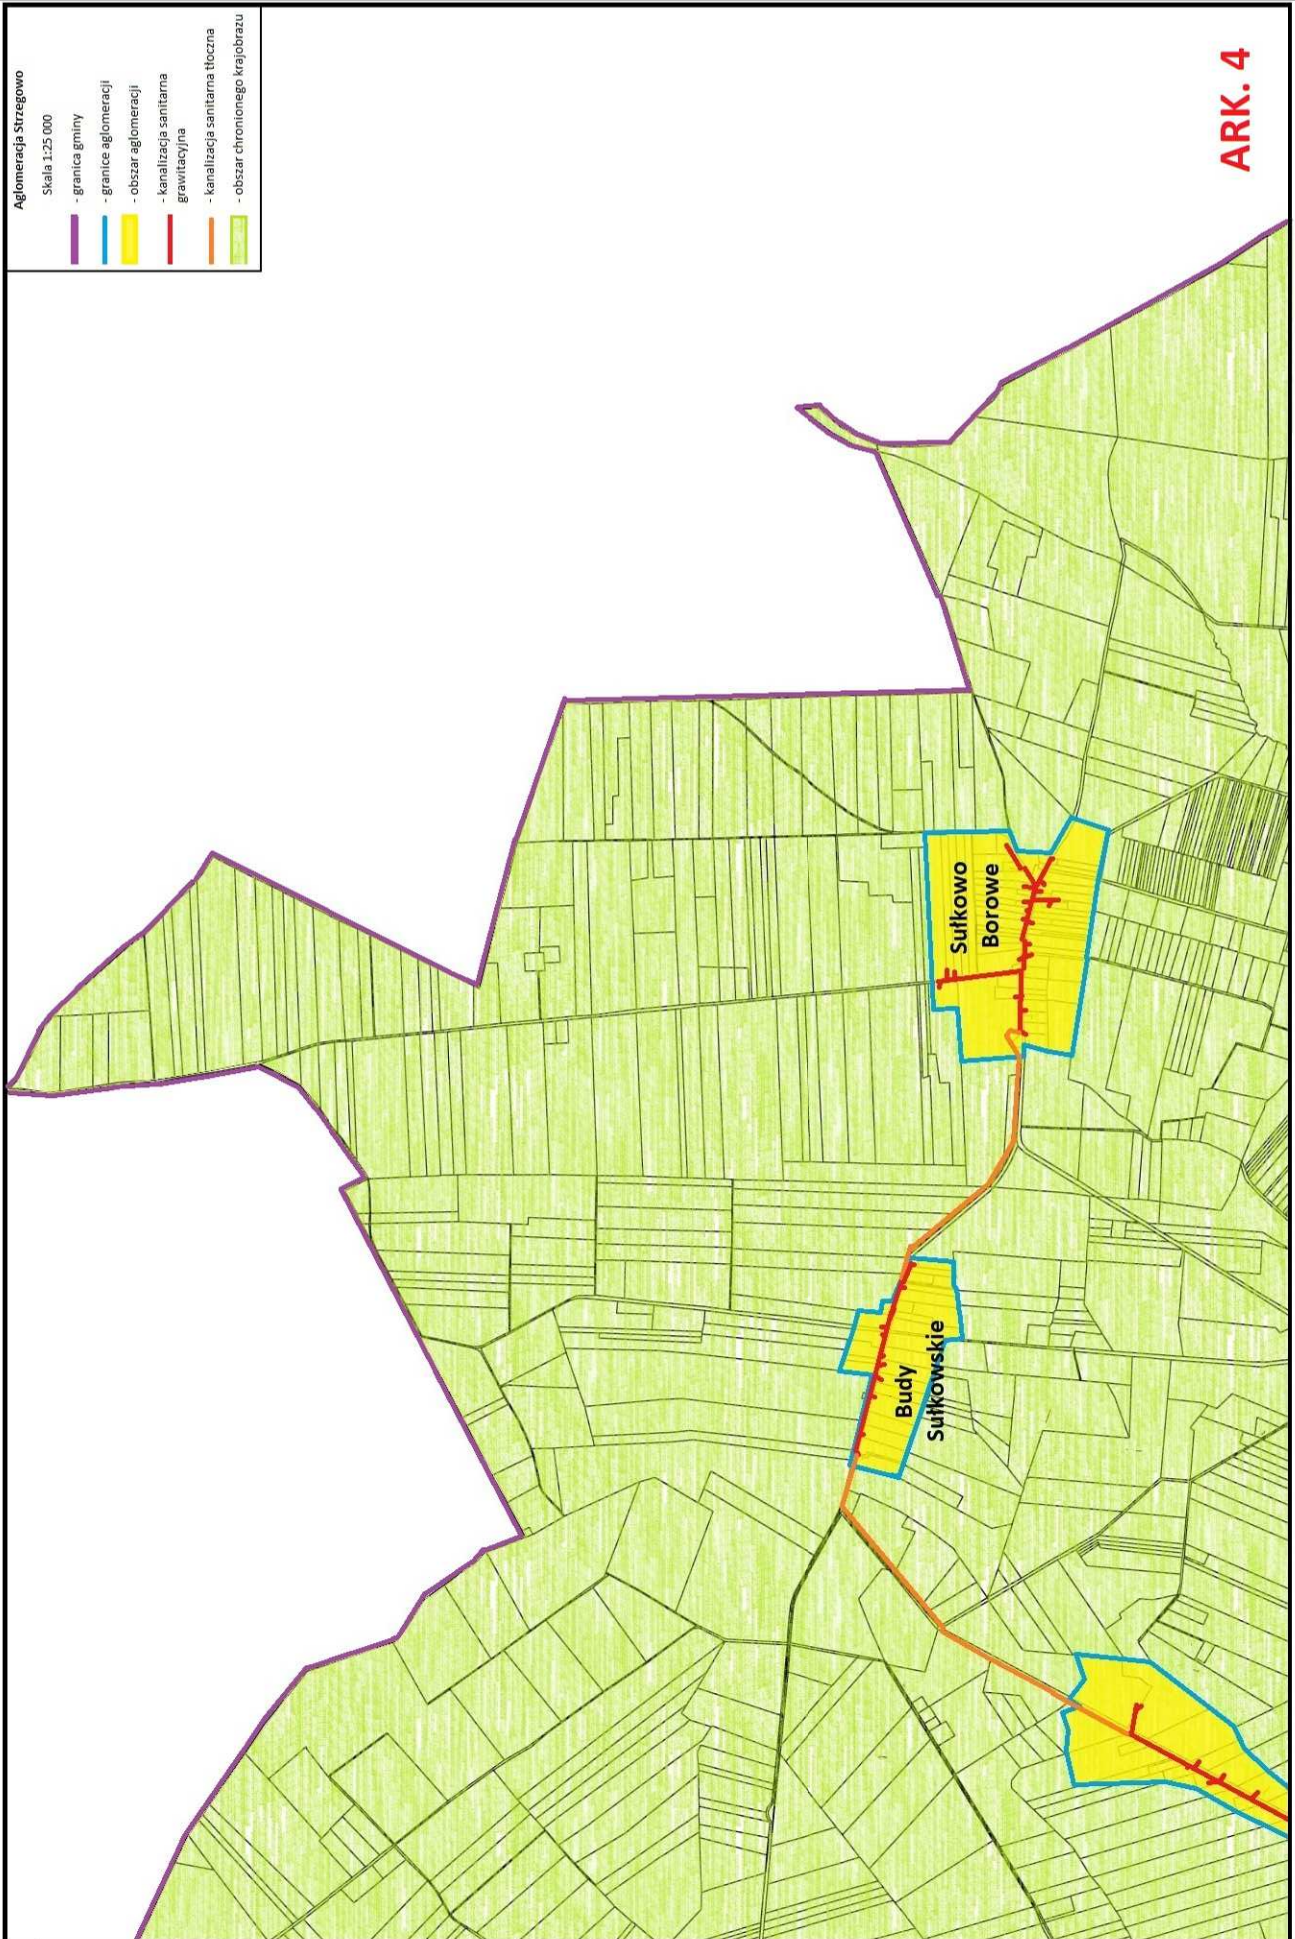 Aglomeracja Strzegowo
Skala 1:25 000
- granica gminy
- granice aglomeracji
- obszar aglomeracji
- kanalizacja sanitarna
grawitacyjna
- kanalizacja sanitarna tłoczna
- obszar chronionego krajobrazu
ARK. 4
Sułkowo
Borowe
Budy
Sułkowskie